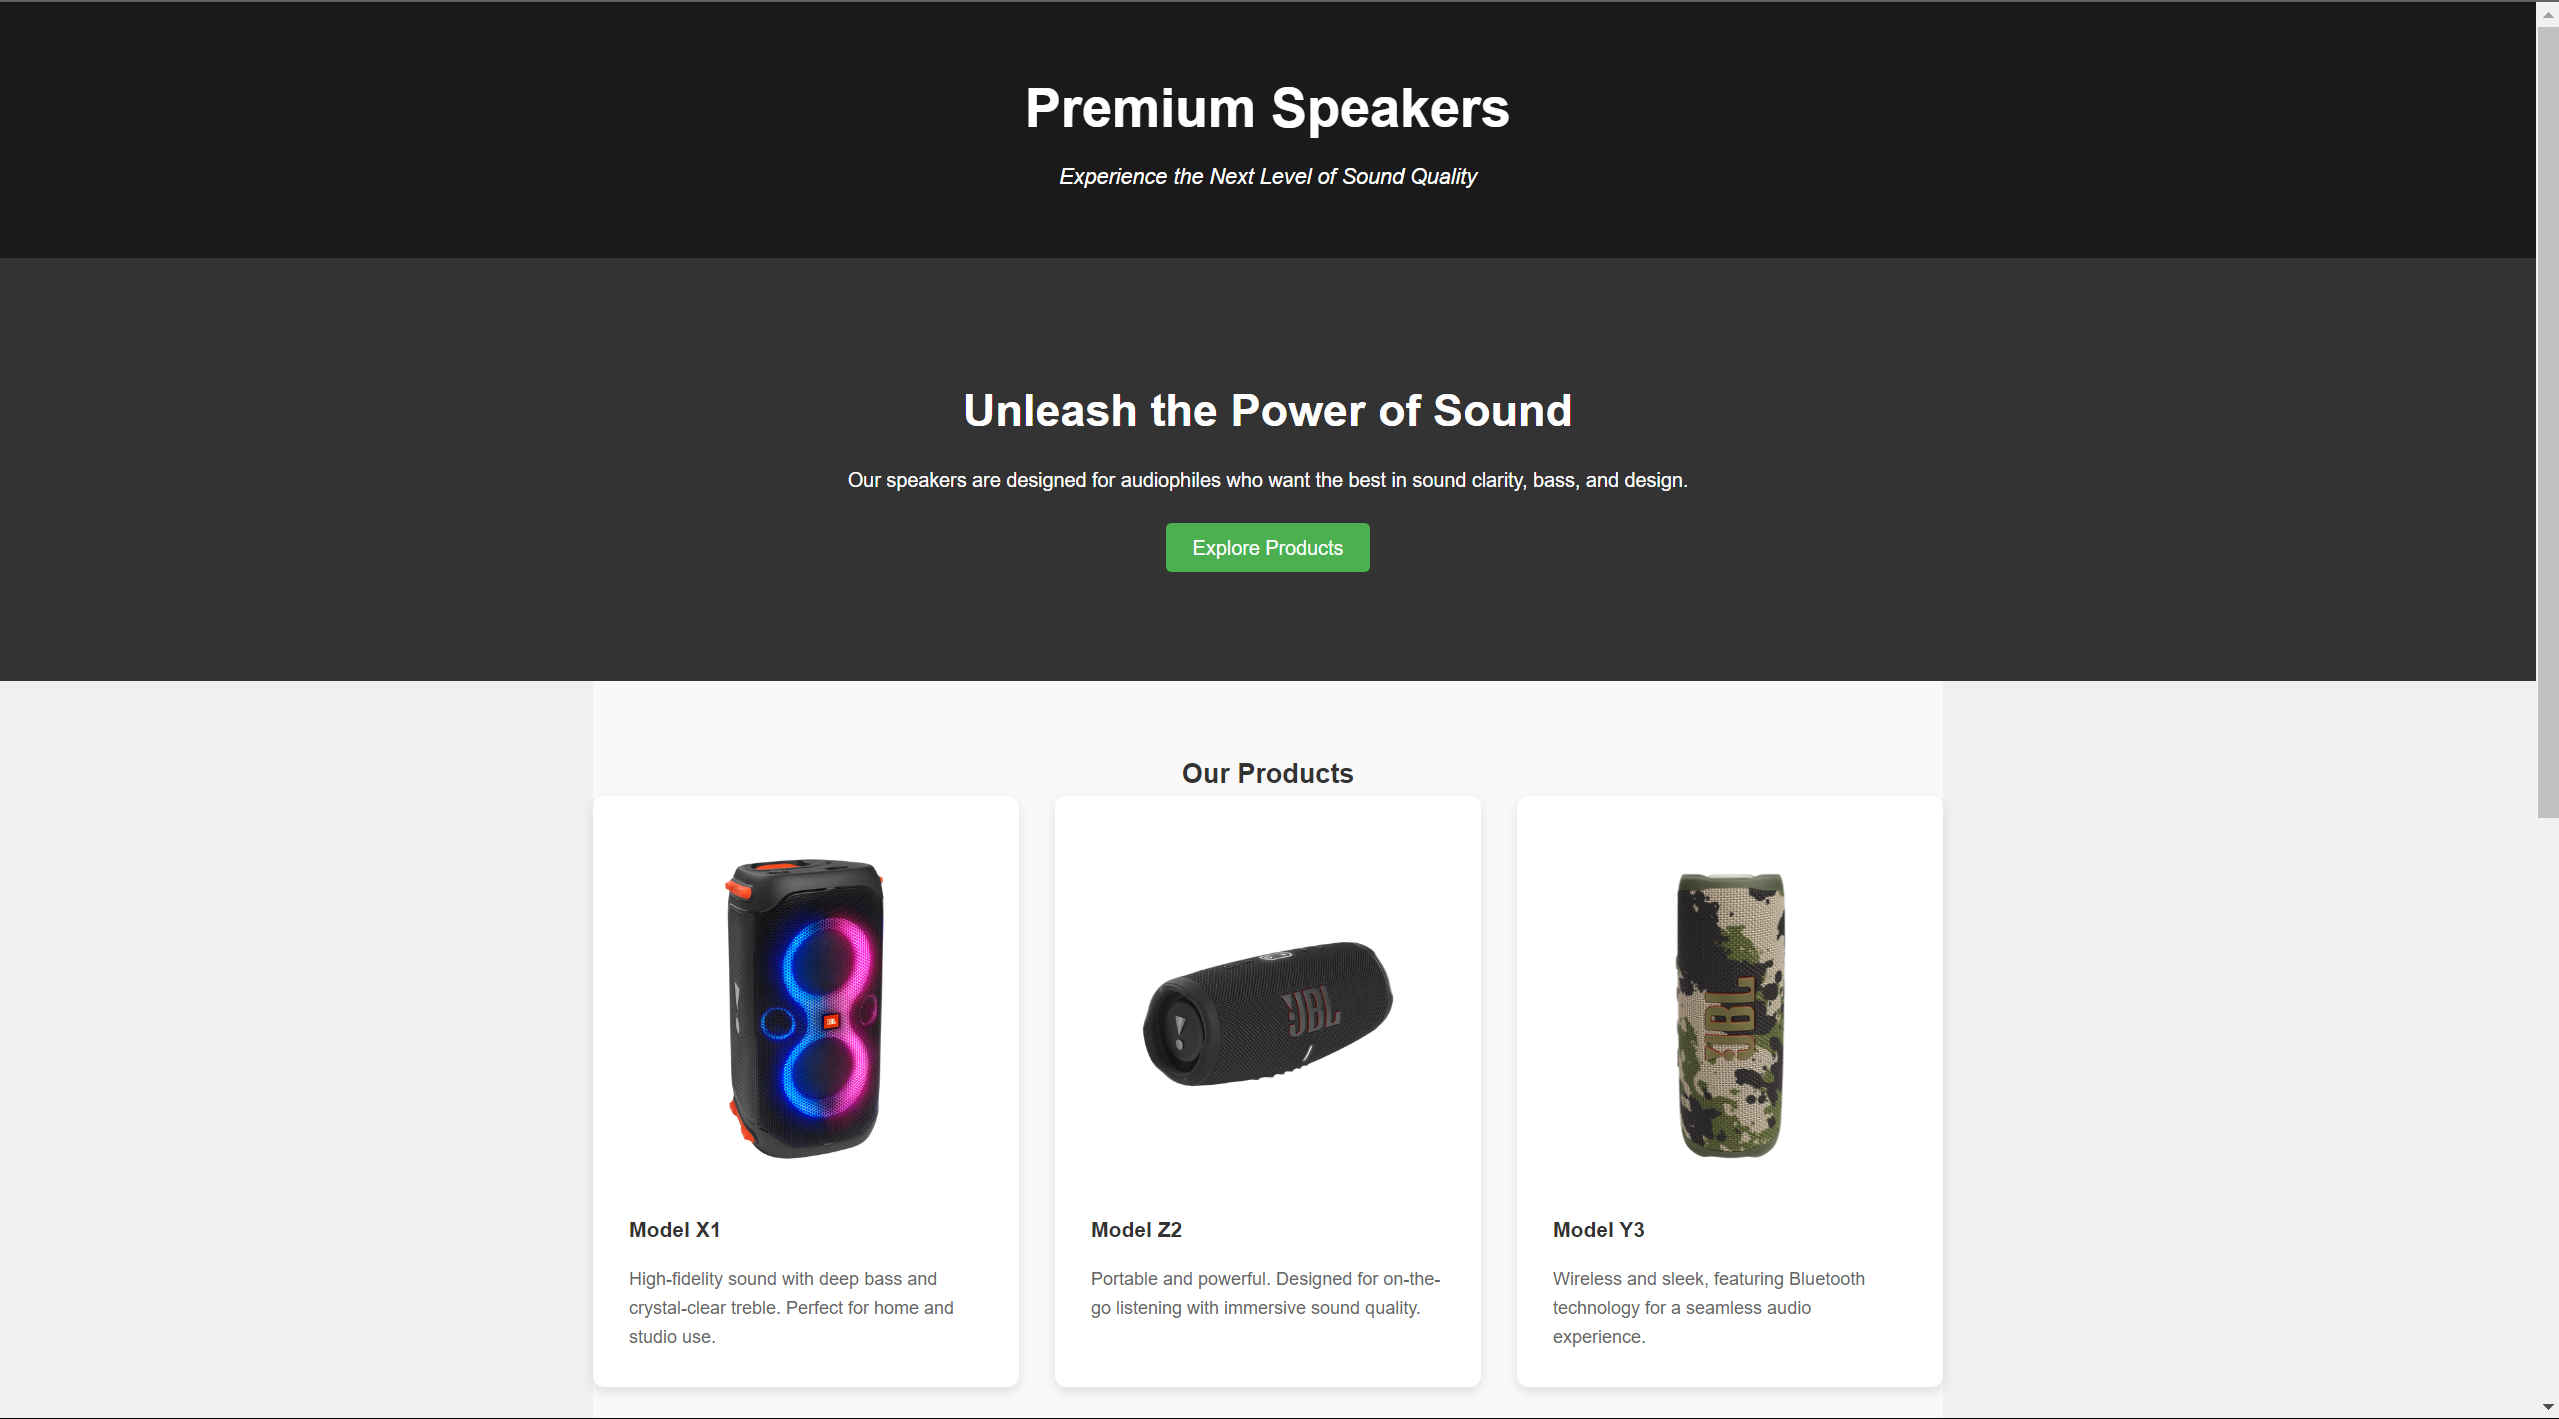 Premium Speakers
Experience the Next Level of Sound Quality
Unleash the Power of Sound
Our speakers are designed for audiophiles who want the best in sound clarity, bass, and design.
Explore Products
Our Products
JBL
JBL
JBL
Model X1
High-fidelity sound with deep bass and
crystal-clear treble. Perfect for home and
studio use.
Model Z2
Portable and powerful. Designed for on-the-
go listening with immersive sound quality.
Model Y3
Wireless and sleek, featuring Bluetooth
technology for a seamless audio
experience.